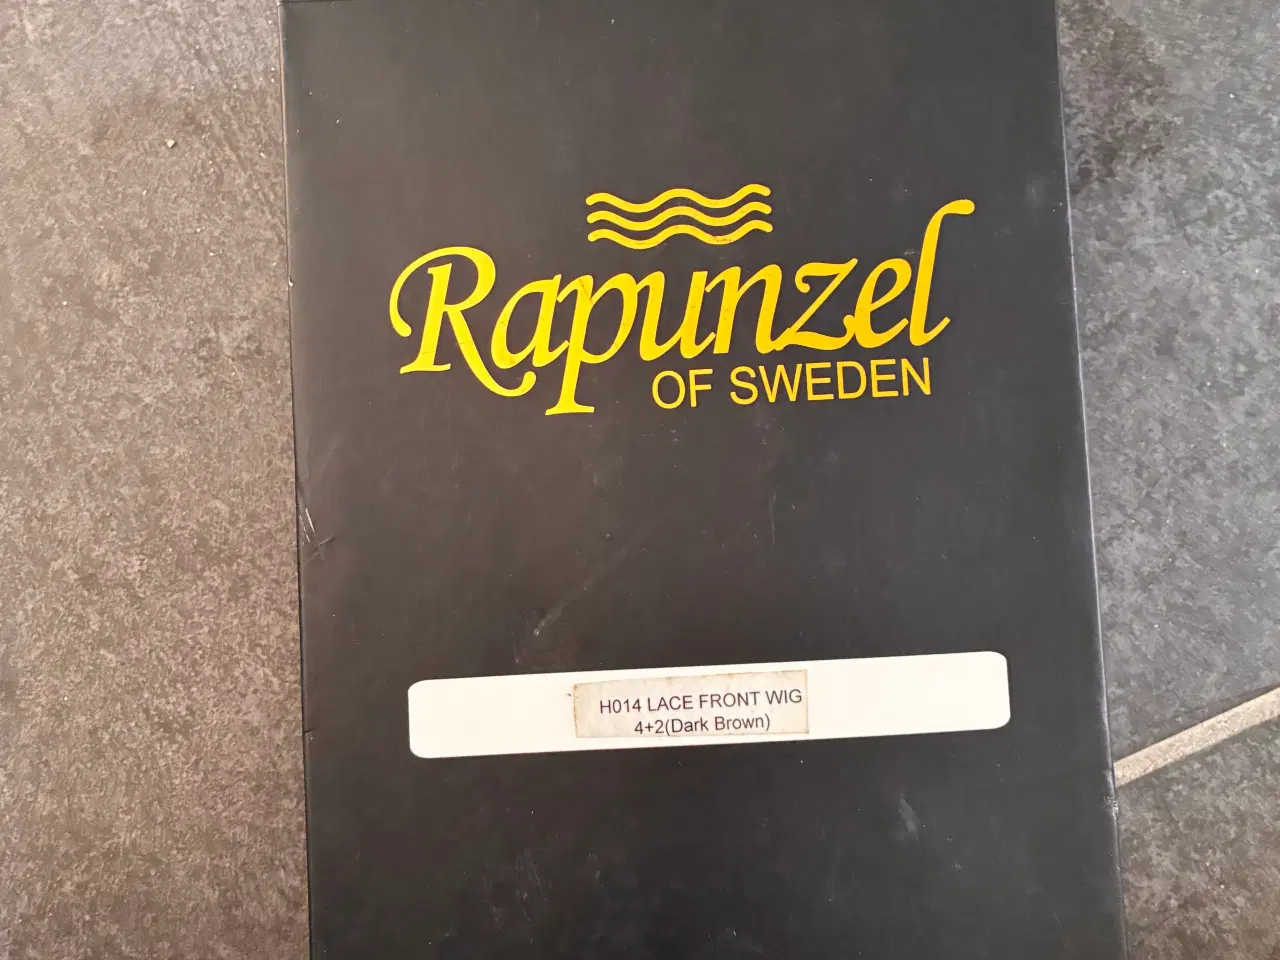 Rapunzel
OF SWEDEN
H014 LACE FRONT WIG
4+2(Dark Brown)